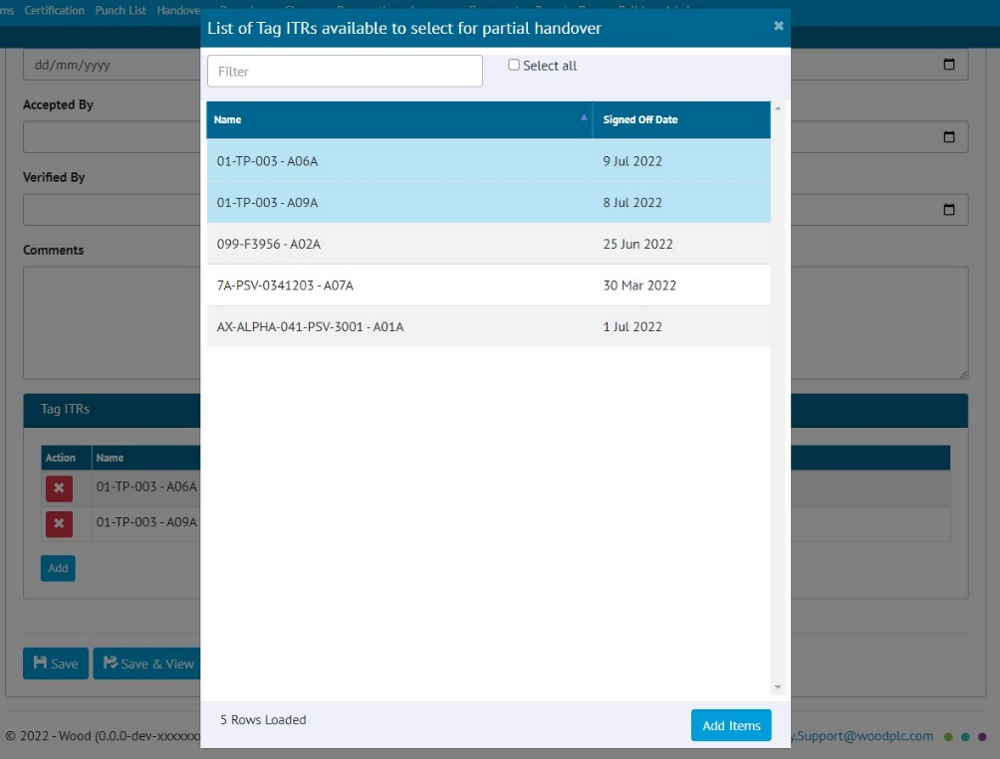 ms Certification Punch List Handove
List of Tag ITRs available to select for partial handover
Filter
Select all
Name Signed Off Date
01-TP-003 - A06A 9 Jul 2022
01-TP-003 - A09A 8 Jul 2022
099-F3956 - A02A 25 Jun 2022
7A-PSV-0341203 - A07A 30 Mar 2022
AX-ALPHA-041-PSV-3001 - A01A 1 Jul 2022
5 Rows Loaded
Add Items
dd/mm/yyyy
Accepted By
Verified By
Comments
Tag ITRs
Action Name
01-TP-003 - A06A
01-TP-003 - A09A
Add
Save
Save & View
© 2022 - Wood (0.0.0-dev-xxxxxxx
y.Support@woodplc.com